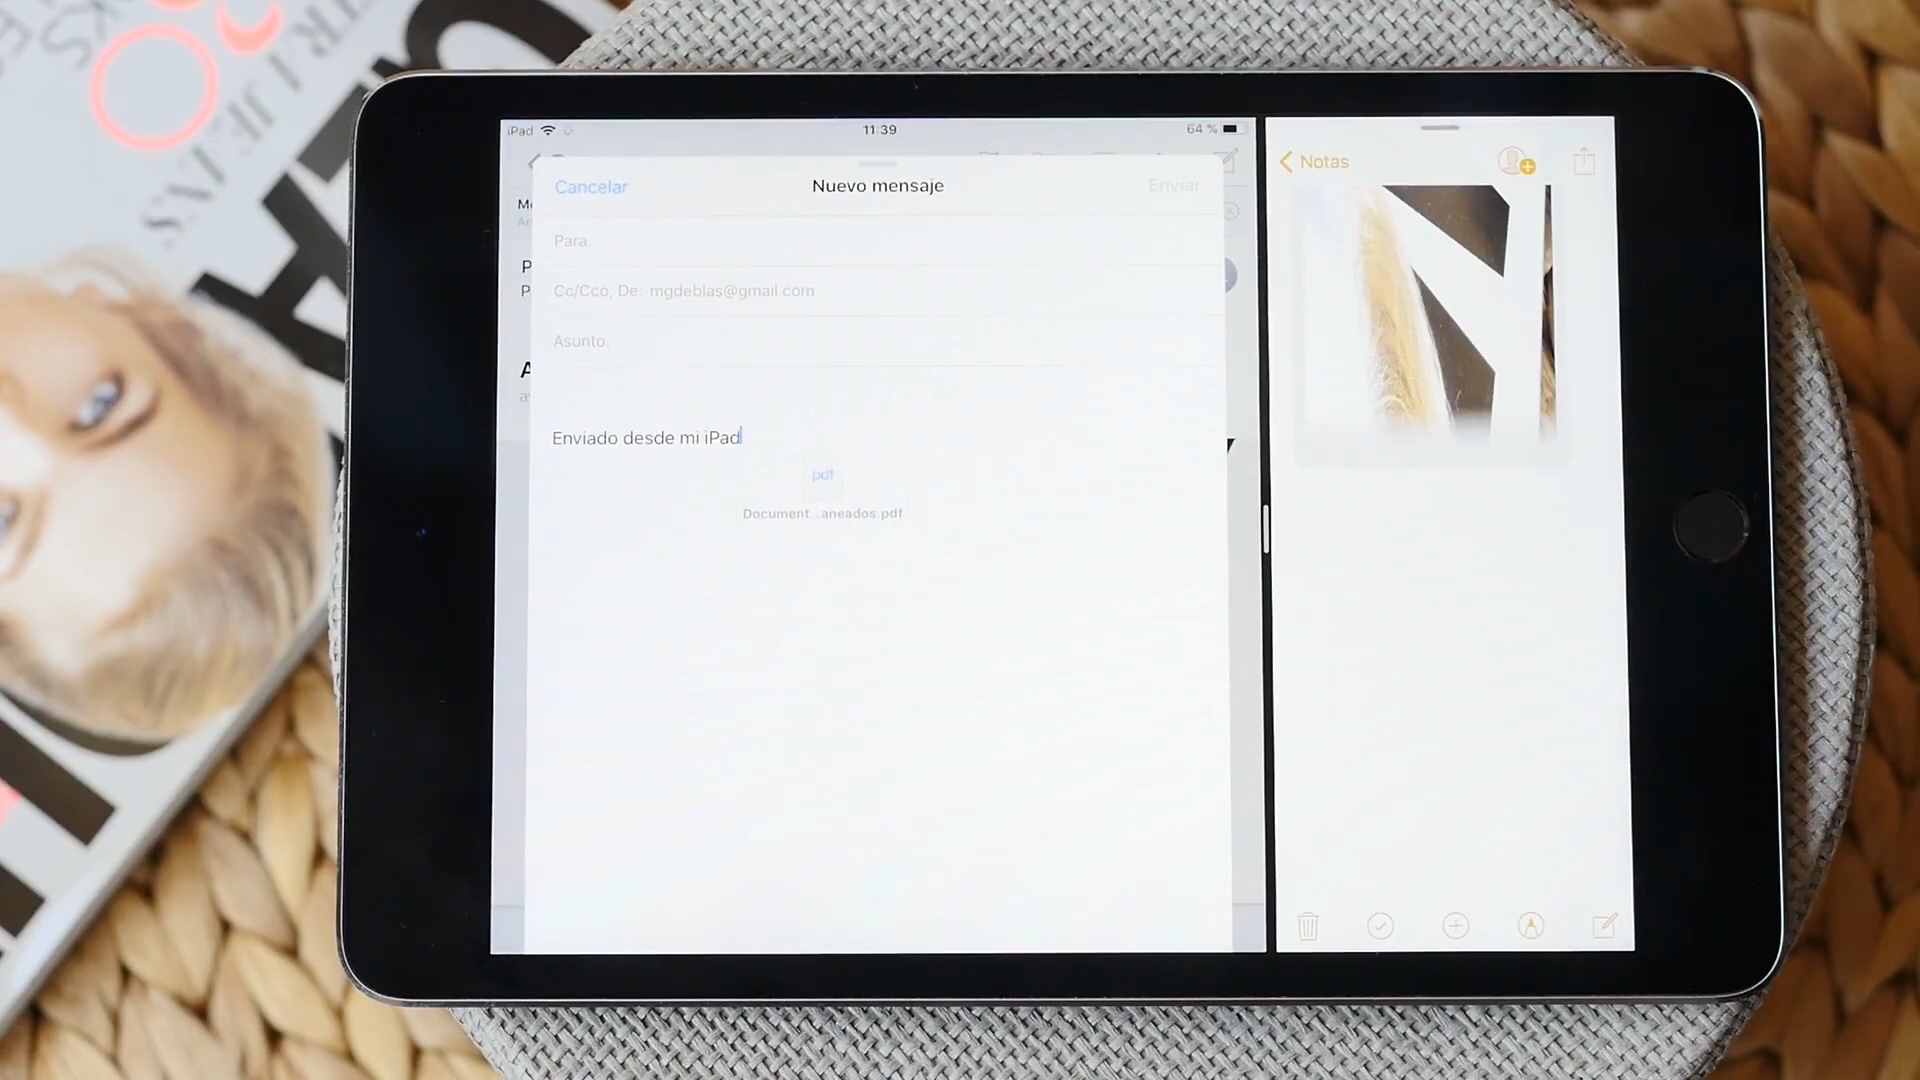 iPad
11:39
64 %
Cancelar
Nuevo mensaje
Enviar
Para:
Cc/Cco, De: mgdeblas@gmail.com
Asunto:
Enviado desde mi iPad
pdf
Document...aneados.pdf
Notas